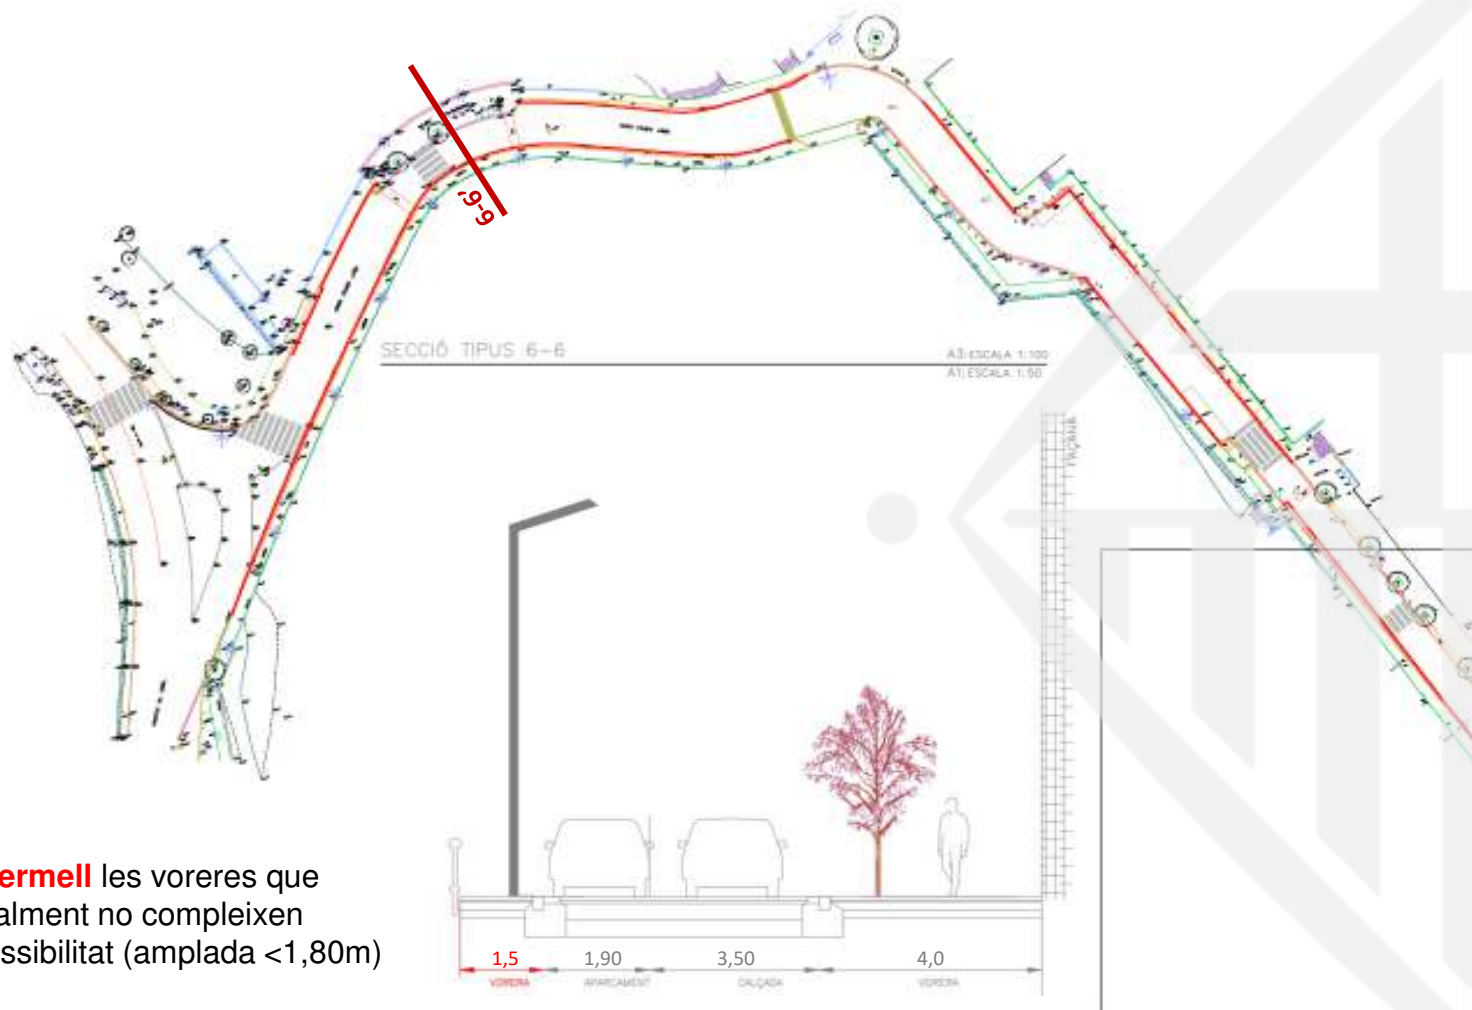 6-6'
SECCIÓ TIPUS 6-6
A3:ESCALA 1:100
A1:ESCALA 1:50
FAÇANA
ermell les voreres que
alment no compleixen
ssibilitat (amplada <1,80m)
1,5
1,90
3,50
4,0
VORERA
APARCAMENT
CALÇADA
VORERA